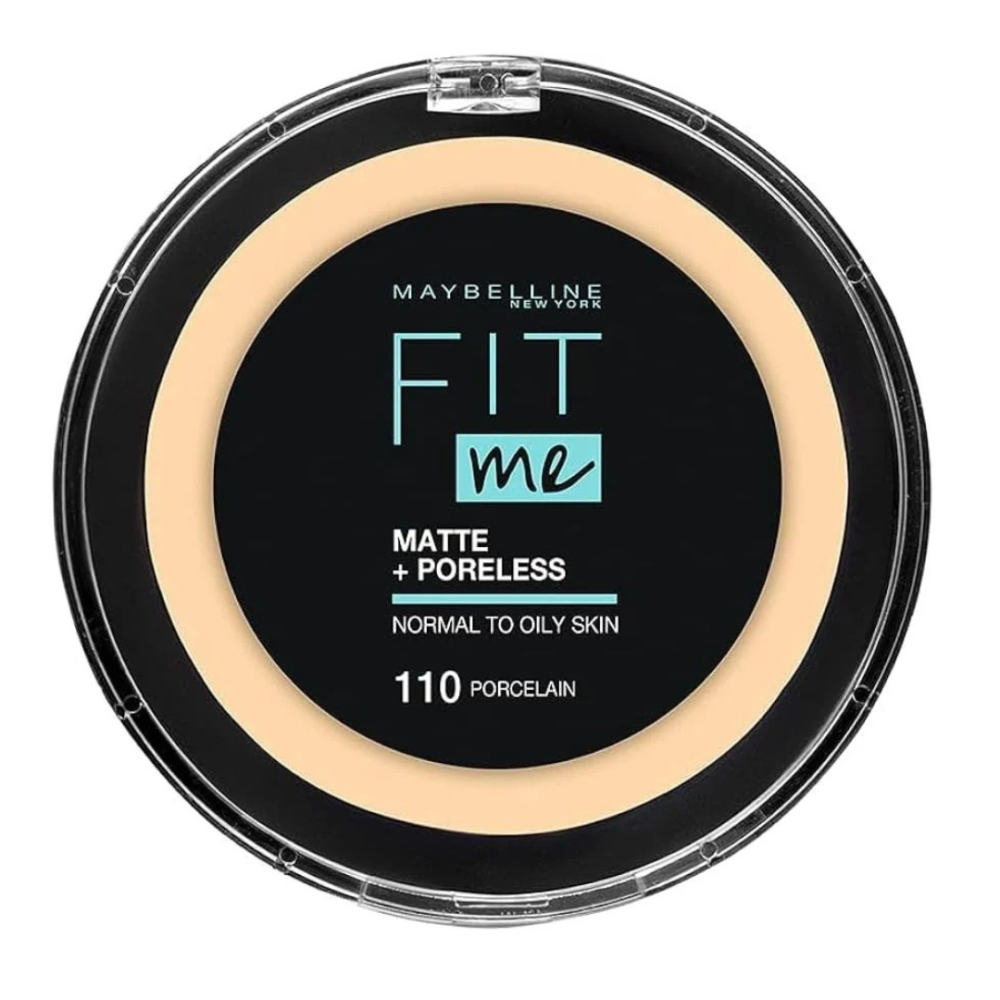 MAYBELLINE
NEW YORK
FIT
me
MATTE
+ PORELESS
NORMAL TO OILY SKIN
110 PORCELAIN